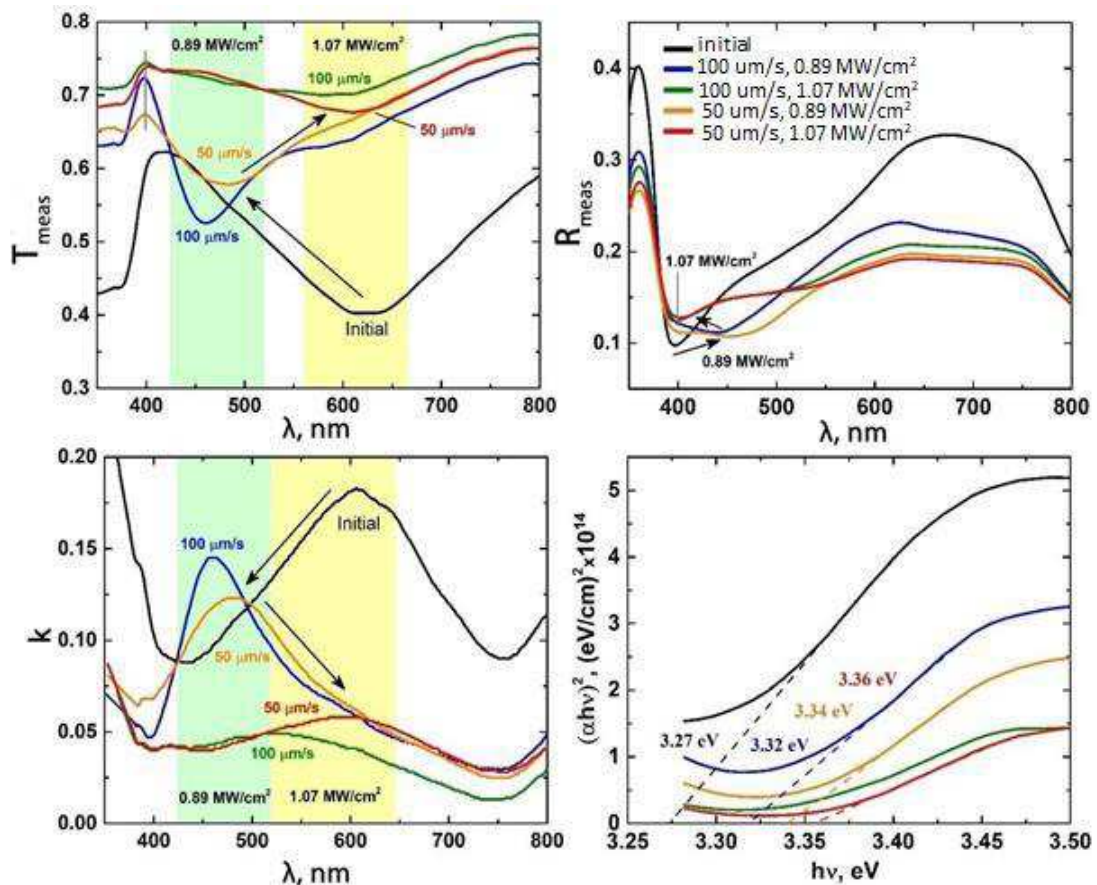 0.89 MW/cm² 1.07 MW/cm²
100 μm/s
50 μm/s
50 μm/s
100 μm/s
Initial
T_meas
0.8
0.7
0.6
0.5
0.4
0.3
400 500 600 700 800
λ, nm
initial
100 um/s, 0.89 MW/cm²
100 um/s, 1.07 MW/cm²
50 um/s, 0.89 MW/cm²
50 um/s, 1.07 MW/cm²
1.07 MW/cm²
0.89 MW/cm²
R_meas
0.4
0.3
0.2
0.1
400 500 600 700 800
λ, nm
Initial
100 μm/s
50 μm/s
50 μm/s
100 μm/s
0.89 MW/cm² 1.07 MW/cm²
k
0.20
0.15
0.10
0.05
0.00
400 500 600 700 800
λ, nm
3.36 eV
3.34 eV
3.27 eV 3.32 eV
(αhν)², (eV/cm)²×10¹⁴
5
4
3
2
1
0
3.25 3.30 3.35 3.40 3.45 3.50
hν, eV